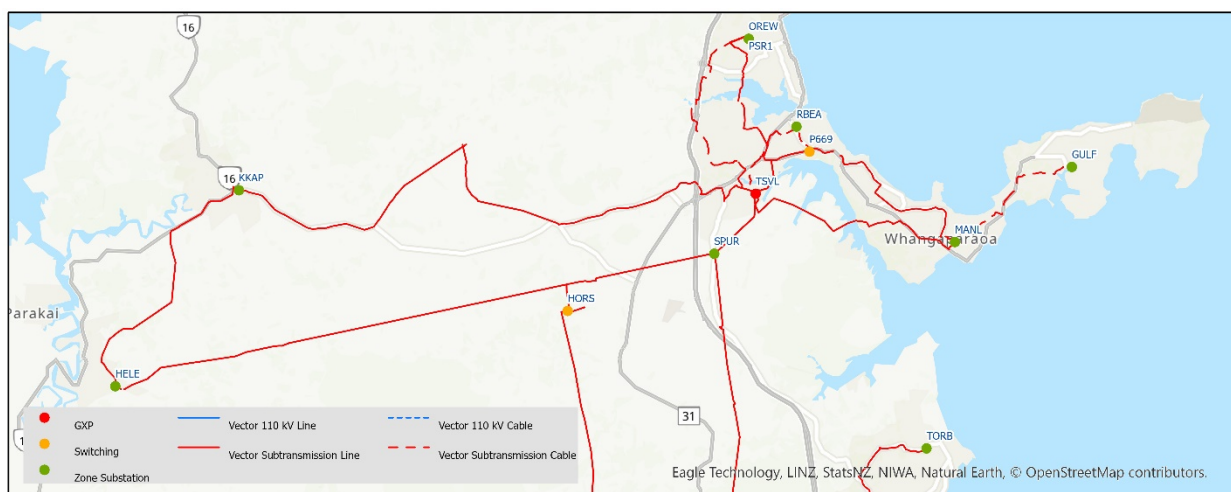 16
OREW
PSR1
RBEA
P669
GULF
16
KKAP
TSVL
MANL
Whangaparaoa
SPUR
HORS
Parakai
HELE
31
GXP
Vector 110 kV Line
Vector 110 kV Cable
Switching
Vector Subtransmission Line
Vector Subtransmission Cable
Zone Substation
TORB
Eagle Technology, LINZ, StatsNZ, NIWA, Natural Earth, © OpenStreetMap contributors.